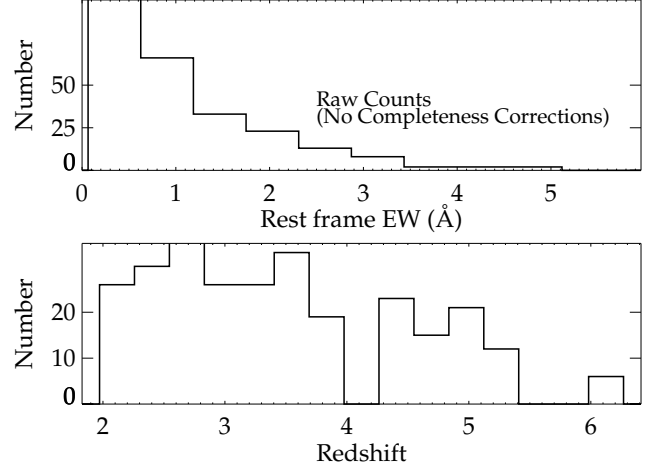 Number
50
25
0
Raw Counts
(No Completeness Corrections)
0 1 2 3 4 5
Rest frame EW (Å)
Number
20
10
0
2 3 4 5 6
Redshift